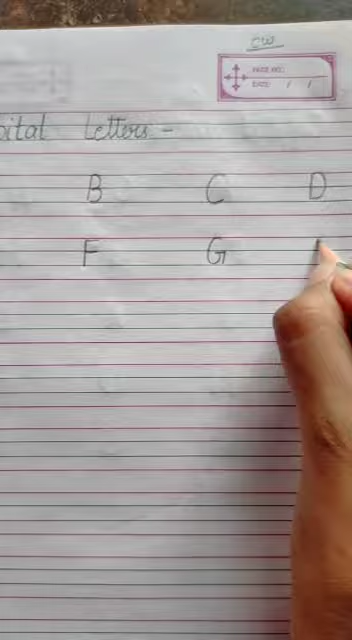 CW
PAGE NO.:
DATE: / /
pital Letters -
B C D
F G